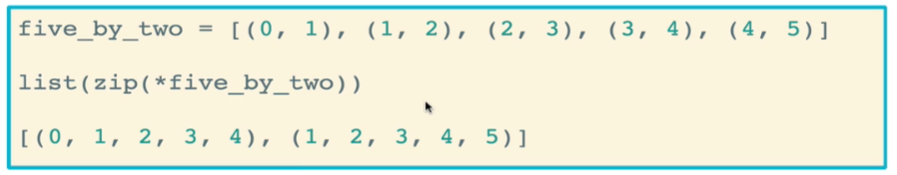 five_by_two = [(0, 1), (1, 2), (2, 3), (3, 4), (4, 5)]
list(zip(*five_by_two))
[(0, 1, 2, 3, 4), (1, 2, 3, 4, 5)]